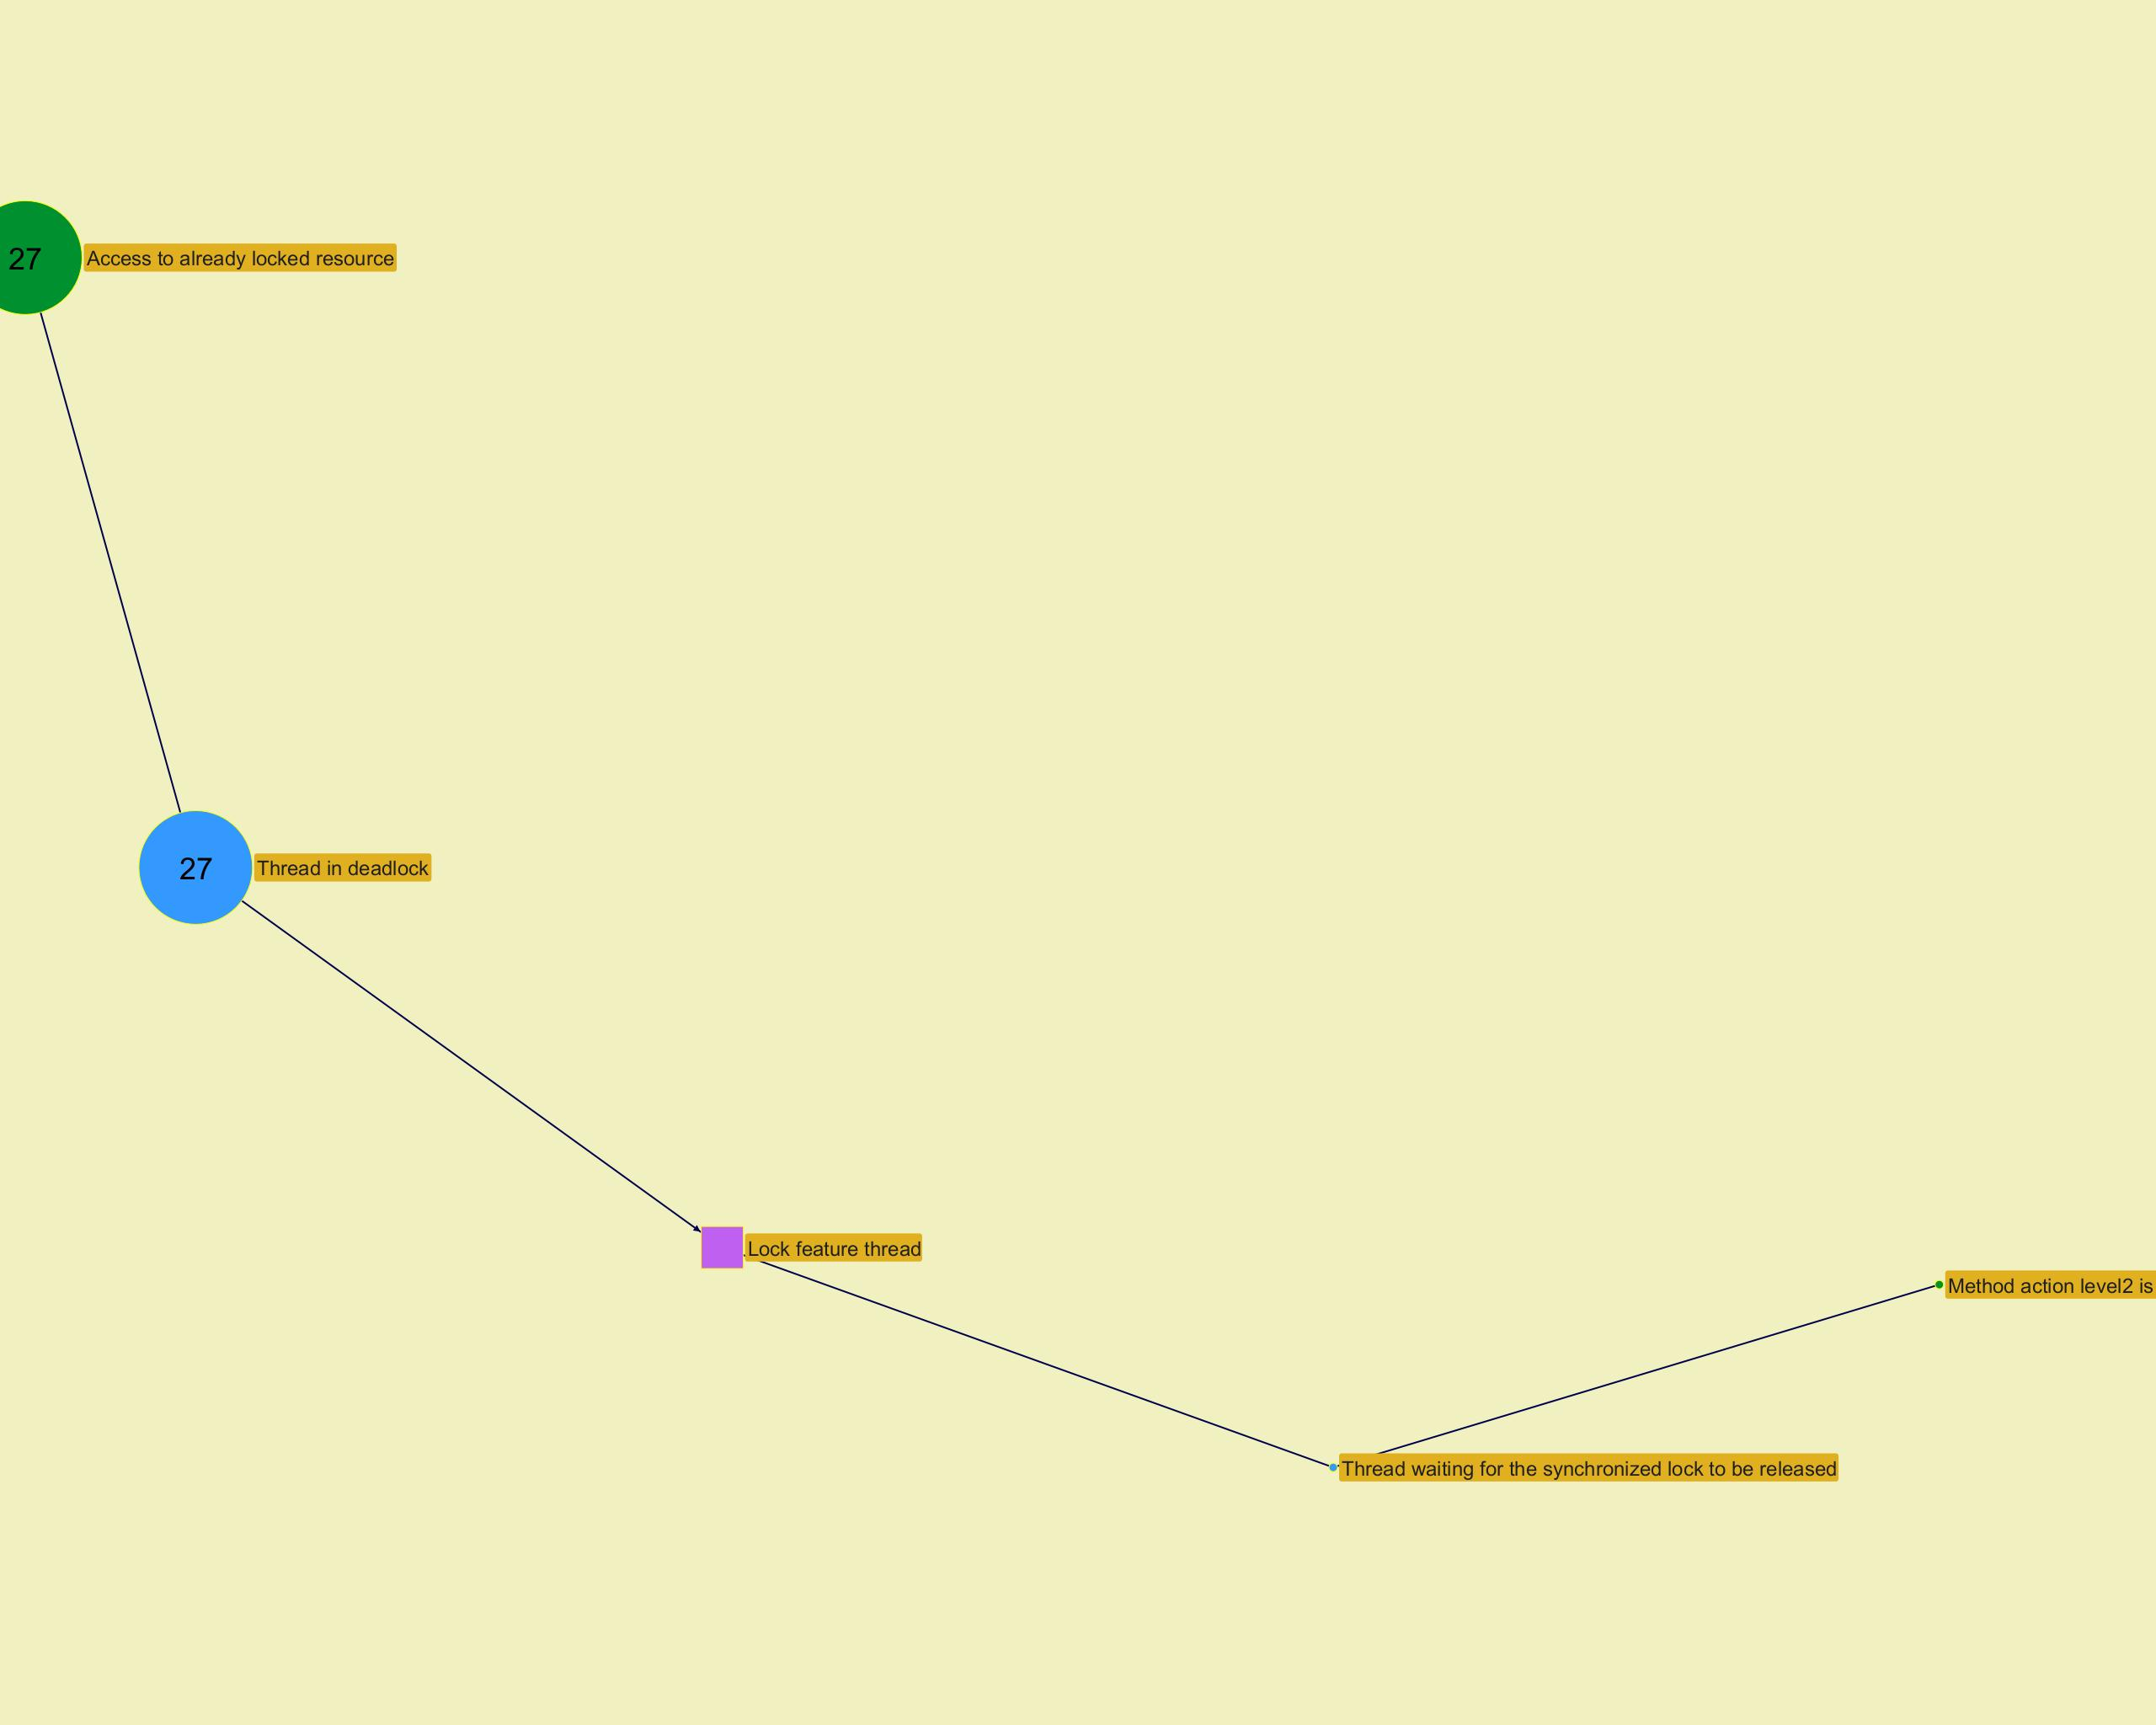 27
Access to already locked resource
27
Thread in deadlock
Lock feature thread
Method action level2 is
Thread waiting for the synchronized lock to be released